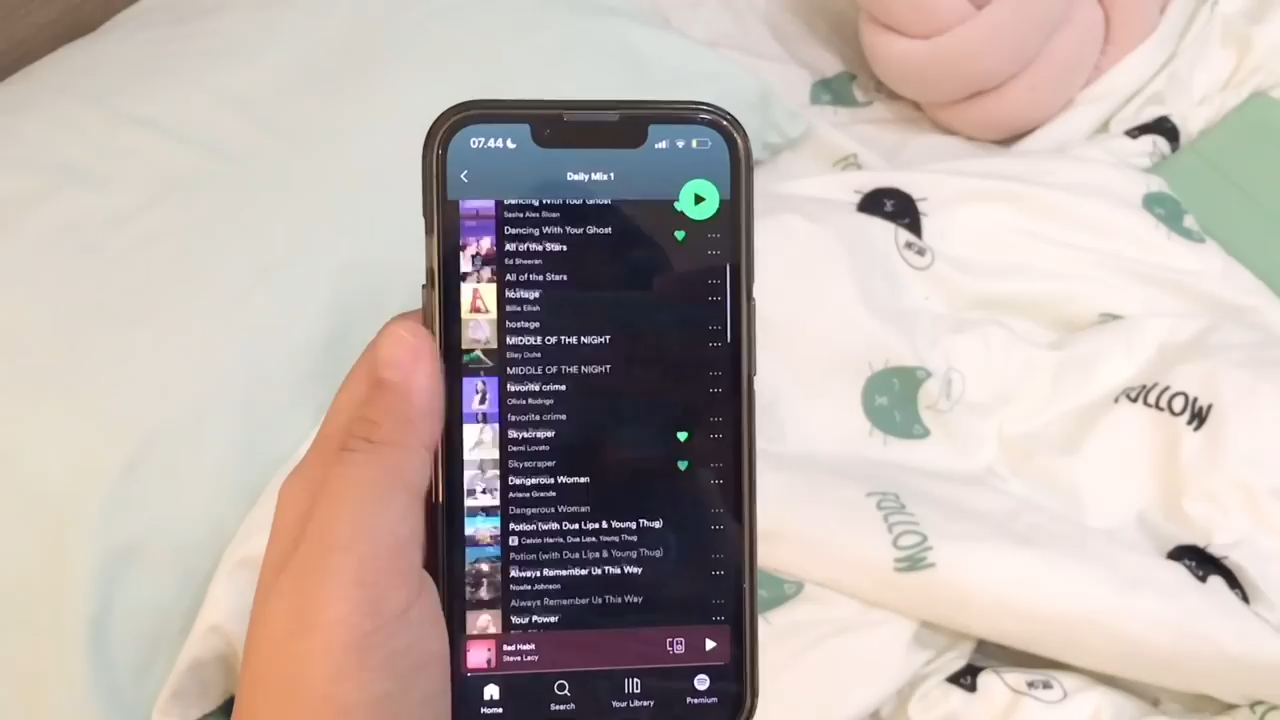 07.44
Daily Mix 1
Dancing With Your Ghost
Sasha Alex Sloan
Dancing With Your Ghost
All of the Stars
Ed Sheeran
All of the Stars
Ed Sheeran
hostage
Billie Eilish
hostage
MIDDLE OF THE NIGHT
Elley Duhé
MIDDLE OF THE NIGHT
favorite crime
Olivia Rodrigo
favorite crime
Skyscraper
Demi Lovato
Skyscraper
Dangerous Woman
Ariana Grande
Dangerous Woman
Potion (with Dua Lipa & Young Thug)
E Calvin Harris, Dua Lipa, Young Thug
Potion (with Dua Lipa & Young Thug)
Always Remember Us This Way
Noelle Johnson
Always Remember Us This Way
Your Power
Bad Habit
Steve Lacy
Home
Search
Your Library
Premium
FOLLOW
FOLLOW